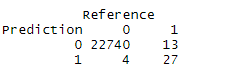 Reference
Prediction 0 1
0 22740 13
1 4 27